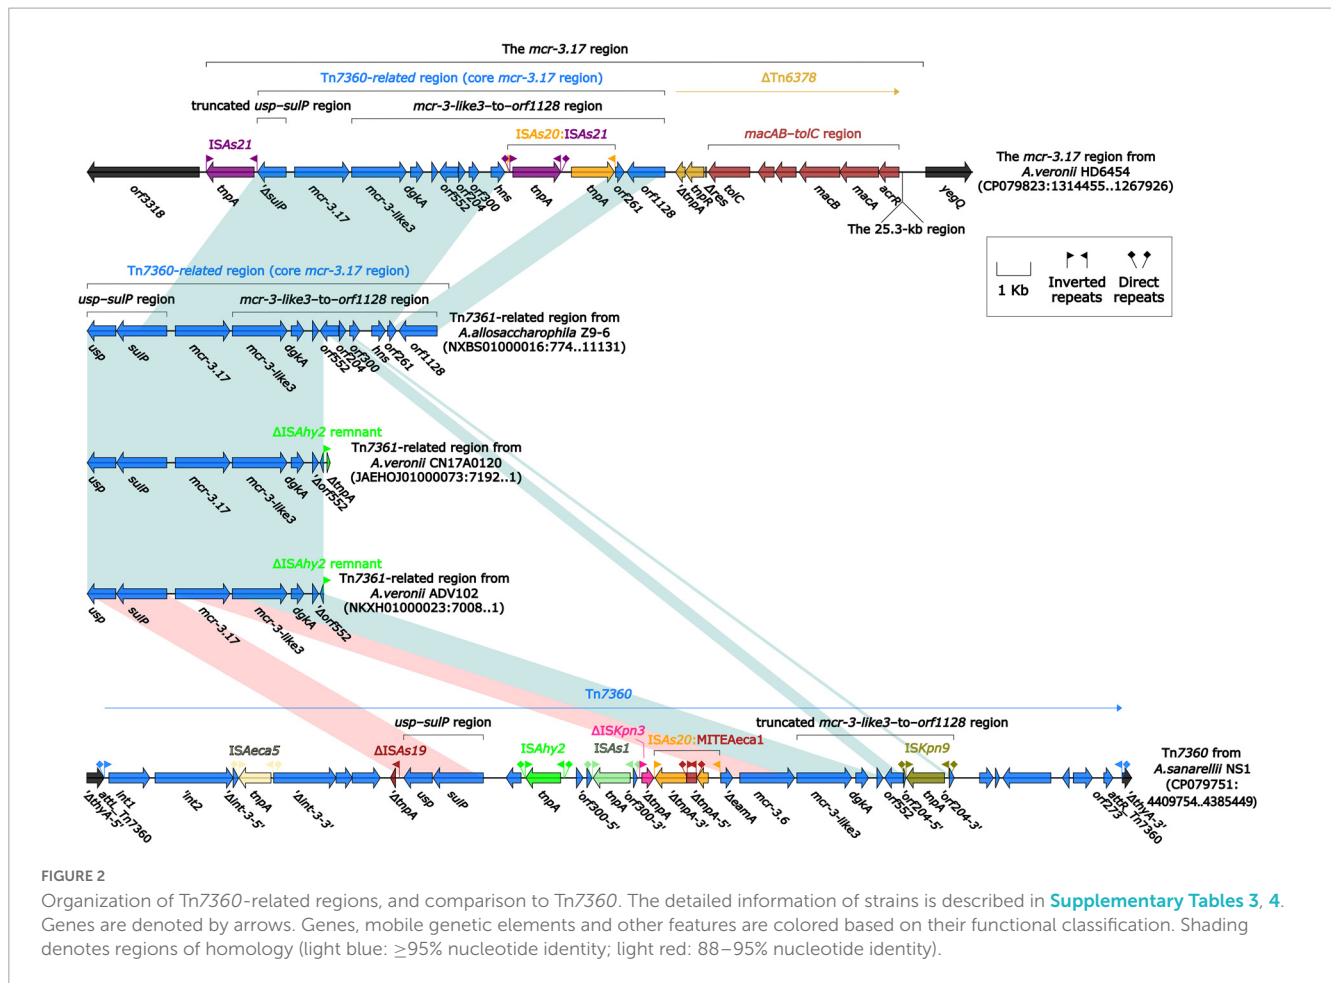 The mcr-3.17 region
Tn7360-related region (core mcr-3.17 region)
ΔTn6378
truncated usp–sulP region
mcr-3-like3–to–orf1128 region
ISAs21
ISAs20:ISAs21
macAB–tolC region
orf3318
tnpA
'ΔsulP
mcr-3.17
mcr-3-like3
dgkA
orf552
orf204
orf300
hns
tnpA
tnpA
orf261
orf1128
'ΔtnpA
tnpR
Δres
tolC
macB
macA
acrR
yegQ
The 25.3-kb region
The mcr-3.17 region from
A.veronii HD6454
(CP079823:1314455..1267926)
1 Kb
Inverted
repeats
Direct
repeats
Tn7360-related region (core mcr-3.17 region)
usp–sulP region
mcr-3-like3–to–orf1128 region
usp
sulP
mcr-3.17
mcr-3-like3
dgkA
orf552
orf204
orf300
hns
orf261
orf1128
Tn7361-related region from
A.allosaccharophila Z9-6
(NXBS01000016:774..11131)
ΔISAhy2 remnant
usp
sulP
mcr-3.17
mcr-3-like3
dgkA
'Δorf552
ΔtnpA
Tn7361-related region from
A.veronii CN17A0120
(JAEHOJ01000073:7192..1)
ΔISAhy2 remnant
usp
sulP
mcr-3.17
mcr-3-like3
dgkA
'Δorf552
Tn7361-related region from
A.veronii ADV102
(NKXH01000023:7008..1)
Tn7360
usp–sulP region
truncated mcr-3-like3–to–orf1128 region
ISAeca5
ΔISAs19
ISAhy2
ISAs1
ΔISKpn3
ISAs20:MITEAeca1
ISKpn9
'ΔthyA-5'
attL_Tn7360
int1
'int2
'Δint-3-5'
tnpA
'Δint-3-3'
'ΔtnpA
usp
sulP
tnpA
'orf300-5'
tnpA
'orf300-3'
'ΔtnpA
'ΔtnpA-3'
'ΔtnpA-5'
'ΔeamA
mcr-3.6
mcr-3-like3
dgkA
orf552
'orf204-5'
tnpA
'orf204-3'
orf273
attR_Tn7360
'ΔthyA-3'
Tn7360 from
A.sanarellii NS1
(CP079751:
4409754..4385449)
FIGURE 2
Organization of Tn7360-related regions, and comparison to Tn7360. The detailed information of strains is described in Supplementary Tables 3, 4.
Genes are denoted by arrows. Genes, mobile genetic elements and other features are colored based on their functional classification. Shading
denotes regions of homology (light blue: ≥95% nucleotide identity; light red: 88–95% nucleotide identity).